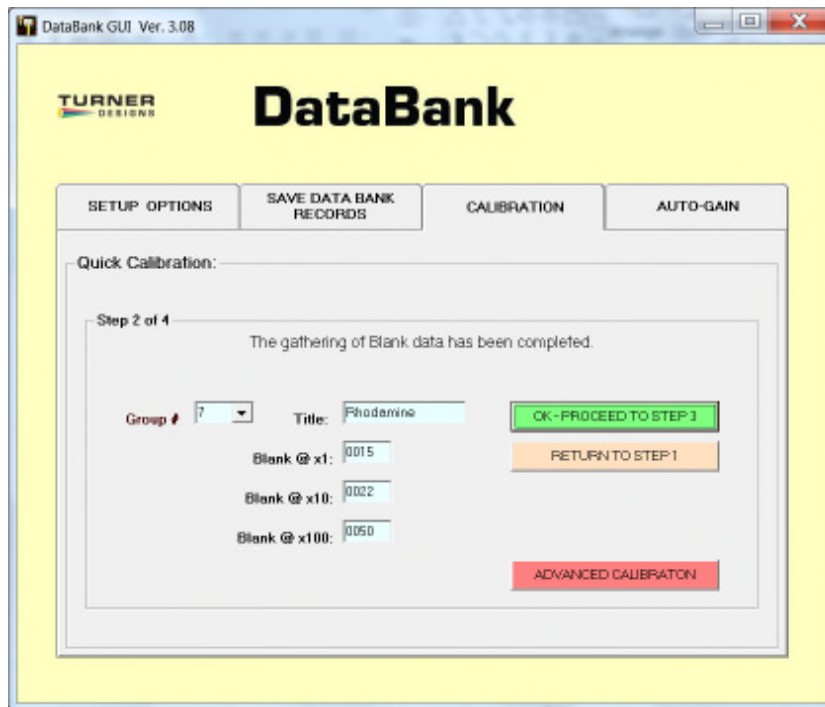 DataBank GUI Ver. 3.08
TURNER
DESIGNS
DataBank
SETUP OPTIONS
SAVE DATA BANK
RECORDS
CALIBRATION
AUTO-GAIN
Quick Calibration:
Step 2 of 4
The gathering of Blank data has been completed.
Group # 7 Title: Rhodamine OK - PROCEED TO STEP 3
Blank @ x1: 0015 RETURN TO STEP 1
Blank @ x10: 0022
Blank @ x100: 0050
ADVANCED CALIBRATON